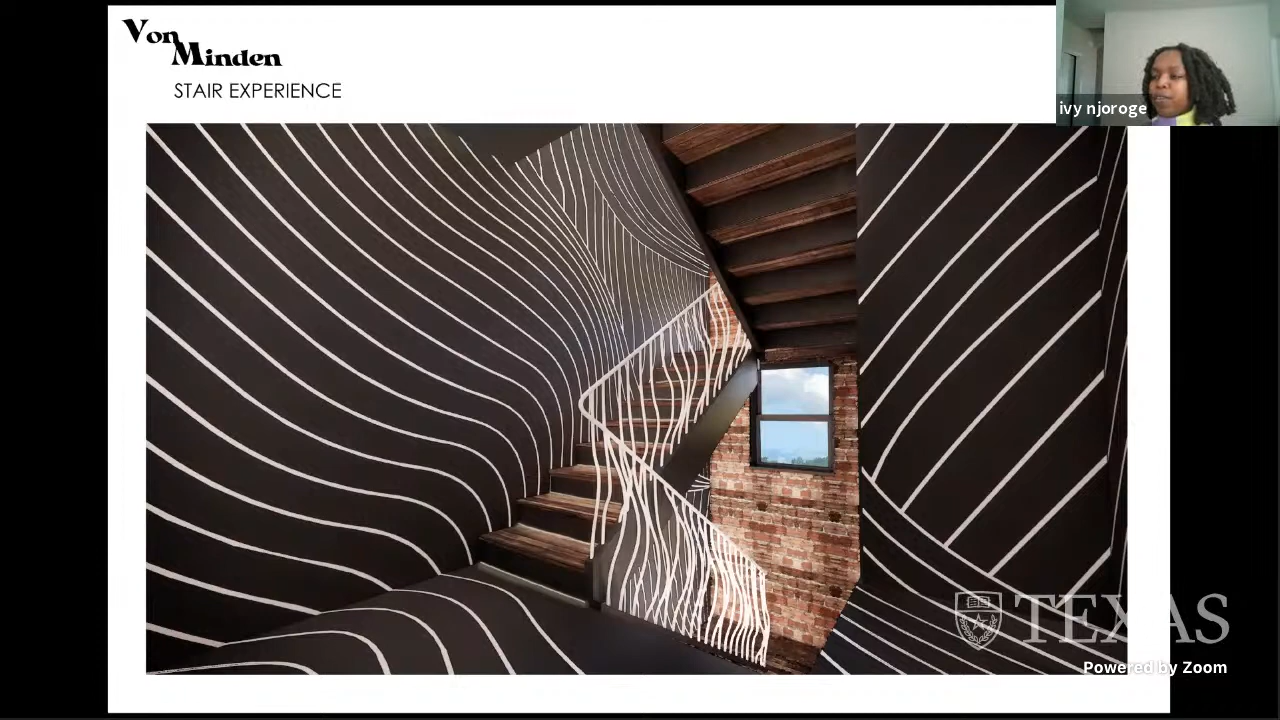 Von
Minden
STAIR EXPERIENCE
ivy njoroge
TEXAS
Powered by Zoom